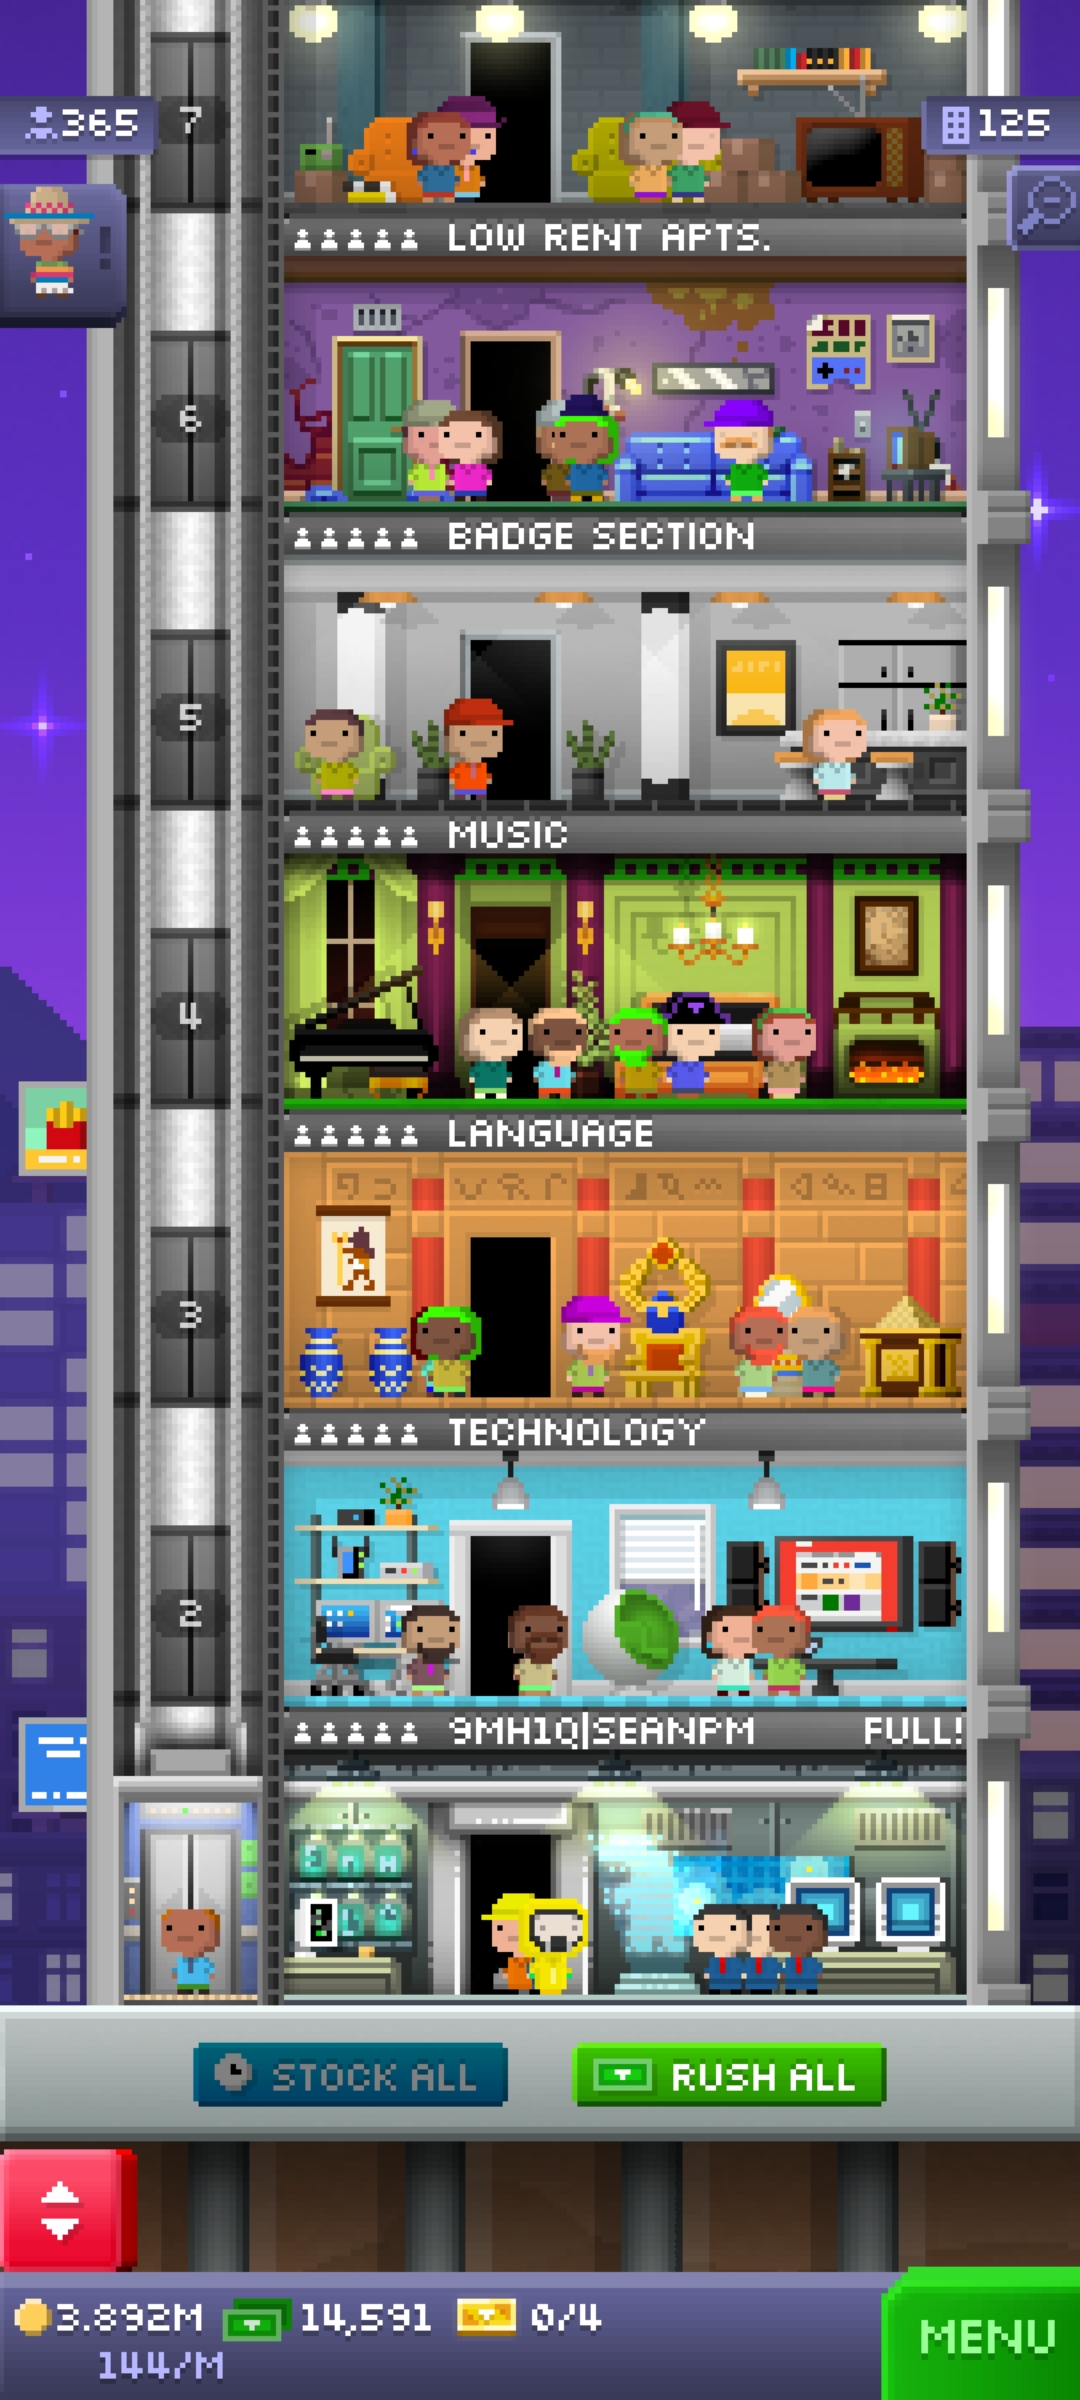 7
365
125
!
LOW RENT APTS.
6
BADGE SECTION
5
MUSIC
4
LANGUAGE
3
TECHNOLOGY
2
9MH1Q|SEANPM FULL!
STOCK ALL
RUSH ALL
3.892M 14,591 0/4
144/M
MENU